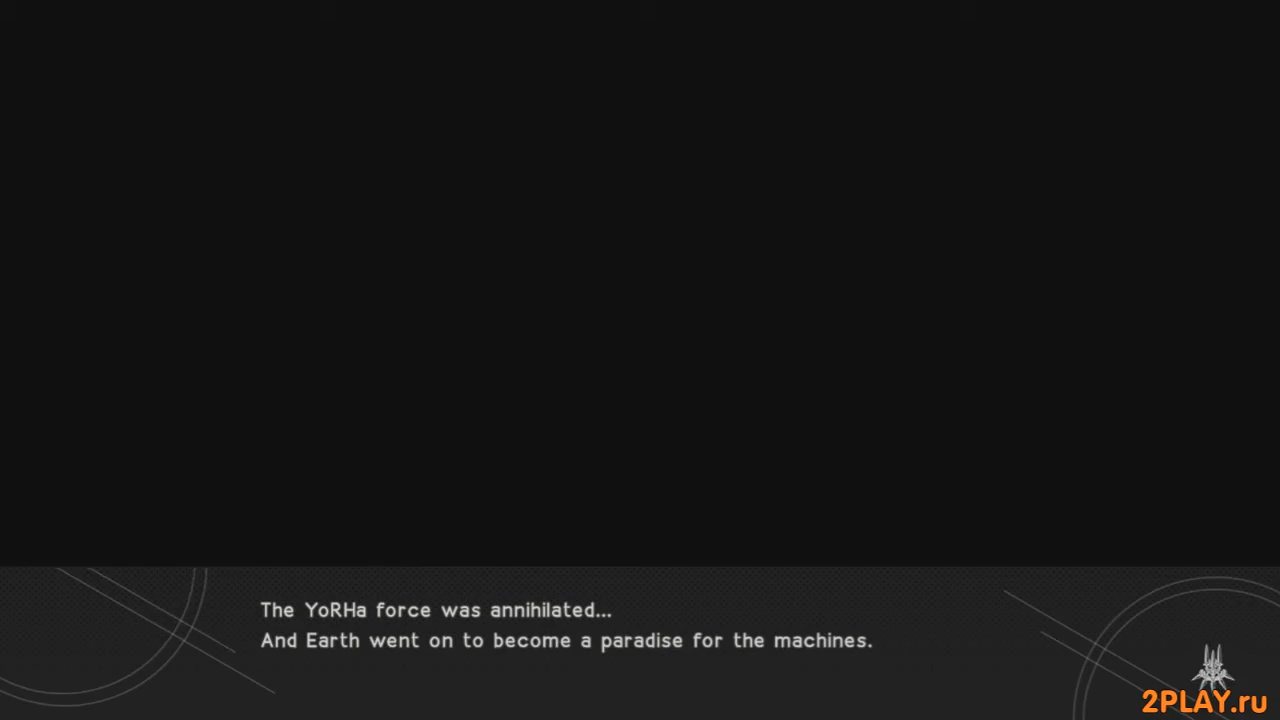 The YoRHa force was annihilated...
And Earth went on to become a paradise for the machines.
2PLAY.ru